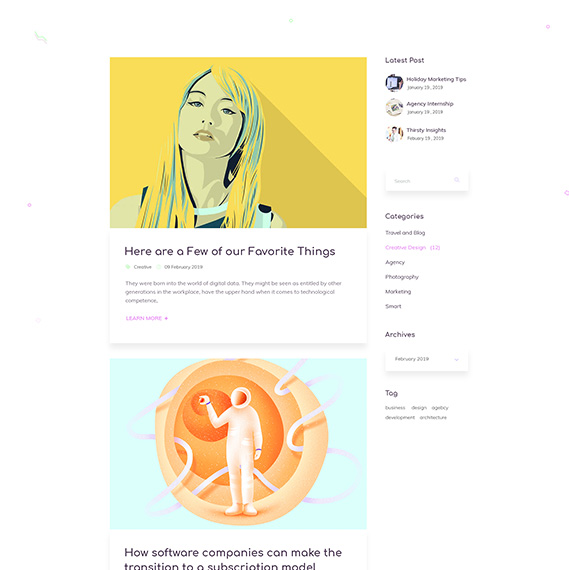 Here are a Few of our Favorite Things
Creative 09 February 2019
They were born into the world of digital data. They might be seen as entitled by other
generations in the workplace, have the upper hand when it comes to technological
competence,
LEARN MORE
How software companies can make the
transition to a subscription model
Latest Post
Holiday Marketing Tips
January 19 , 2019
Agency Internship
January 19 , 2019
Thirsty Insights
Febuary 19 , 2019
Search
Categories
Travel and Blog
Creative Design (12)
Agency
Photography
Marketing
Smart
Archives
February 2019
Tag
business design agency
development architecture